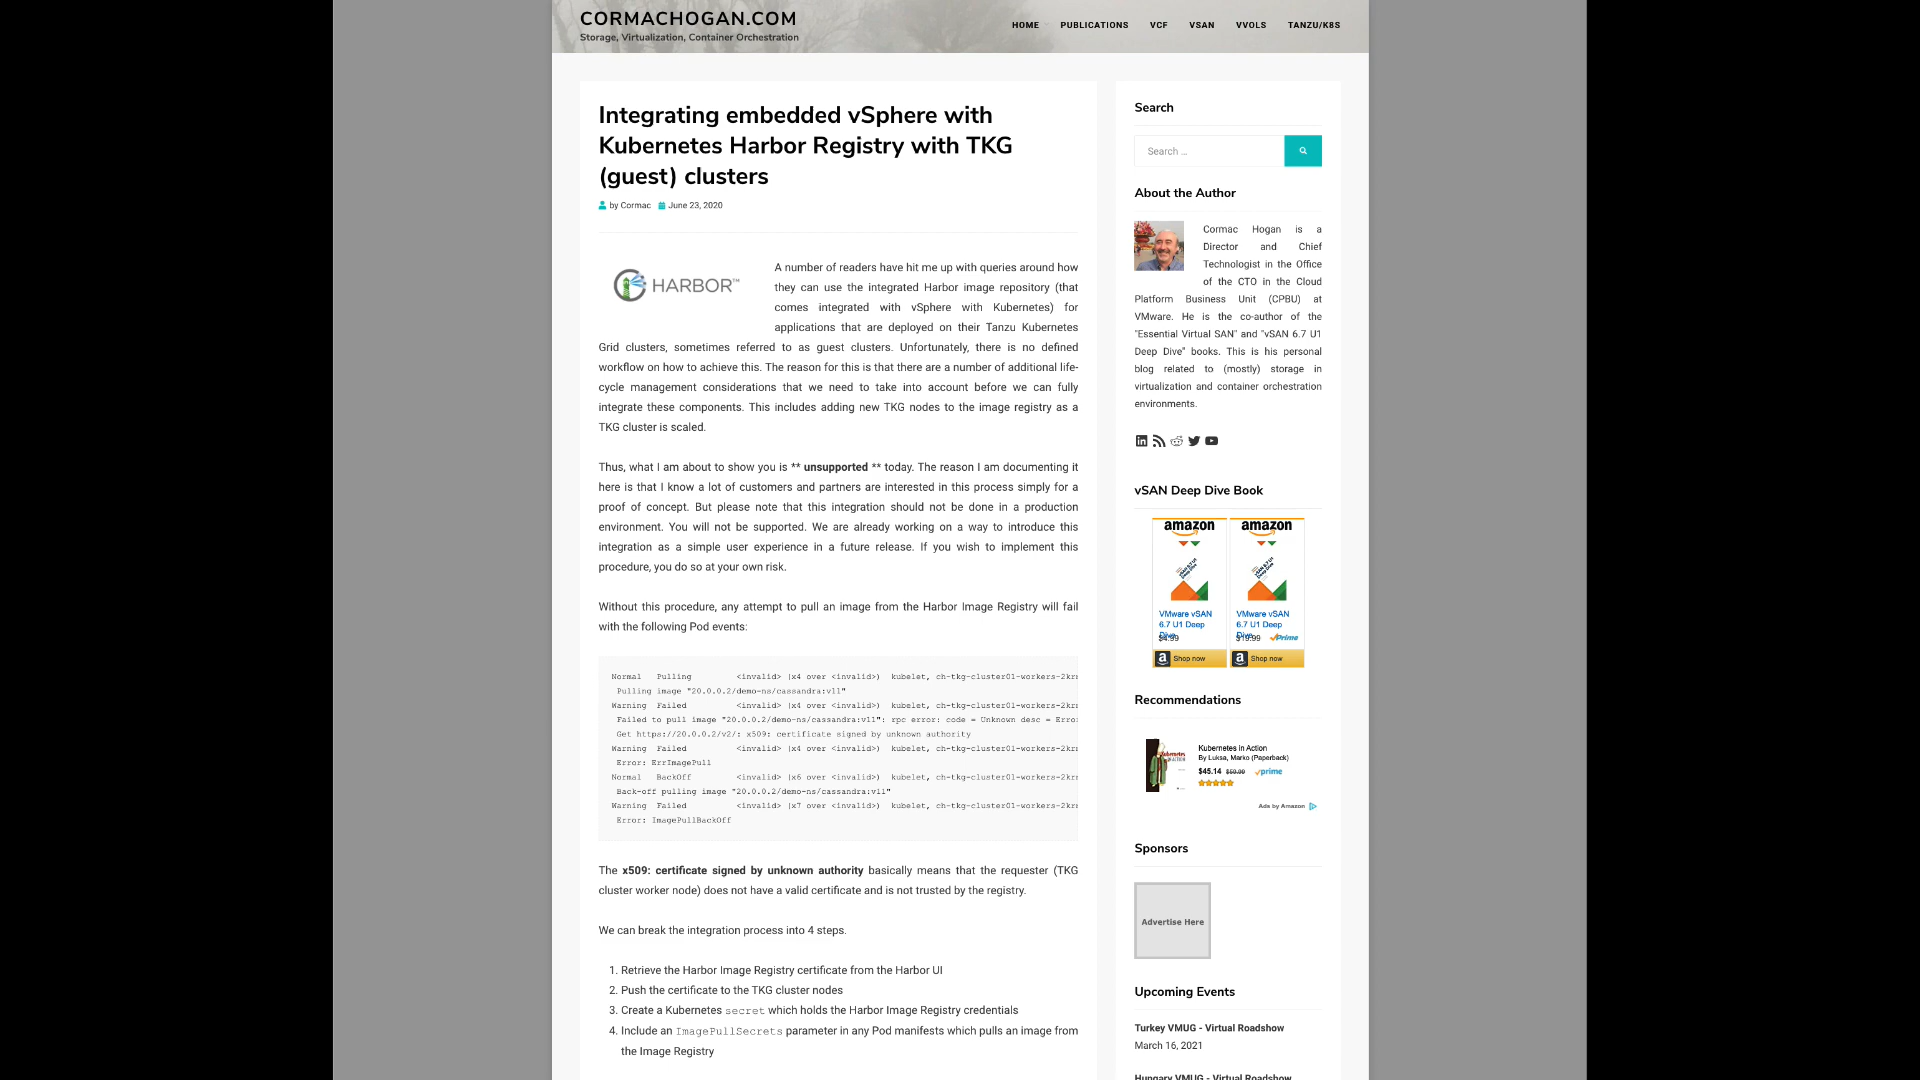 CORMACHOGAN.COM
Storage, Virtualization, Container Orchestration
HOME PUBLICATIONS VCF VSAN VVOLS TANZU/K8S
Integrating embedded vSphere with
Kubernetes Harbor Registry with TKG
(guest) clusters
by Cormac June 23, 2020
HARBOR™
A number of readers have hit me up with queries around how
they can use the integrated Harbor image repository (that
comes integrated with vSphere with Kubernetes) for
applications that are deployed on their Tanzu Kubernetes
Grid clusters, sometimes referred to as guest clusters. Unfortunately, there is no defined
workflow on how to achieve this. The reason for this is that there are a number of additional life-
cycle management considerations that we need to take into account before we can fully
integrate these components. This includes adding new TKG nodes to the image registry as a
TKG cluster is scaled.
Thus, what I am about to show you is ** unsupported ** today. The reason I am documenting it
here is that I know a lot of customers and partners are interested in this process simply for a
proof of concept. But please note that this integration should not be done in a production
environment. You will not be supported. We are already working on a way to introduce this
integration as a simple user experience in a future release. If you wish to implement this
procedure, you do so at your own risk.
Without this procedure, any attempt to pull an image from the Harbor Image Registry will fail
with the following Pod events:
Normal Pulling <invalid> (x4 over <invalid>) kubelet, ch-tkg-cluster01-workers-2krn
Pulling image "20.0.0.2/demo-ns/cassandra:v11"
Warning Failed <invalid> (x4 over <invalid>) kubelet, ch-tkg-cluster01-workers-2krn
Failed to pull image "20.0.0.2/demo-ns/cassandra:v11": rpc error: code = Unknown desc = Error
Get https://20.0.0.2/v2/: x509: certificate signed by unknown authority
Warning Failed <invalid> (x4 over <invalid>) kubelet, ch-tkg-cluster01-workers-2krn
Error: ErrImagePull
Normal BackOff <invalid> (x6 over <invalid>) kubelet, ch-tkg-cluster01-workers-2krn
Back-off pulling image "20.0.0.2/demo-ns/cassandra:v11"
Warning Failed <invalid> (x7 over <invalid>) kubelet, ch-tkg-cluster01-workers-2krn
Error: ImagePullBackOff
The x509: certificate signed by unknown authority basically means that the requester (TKG
cluster worker node) does not have a valid certificate and is not trusted by the registry.
We can break the integration process into 4 steps.
1. Retrieve the Harbor Image Registry certificate from the Harbor UI
2. Push the certificate to the TKG cluster nodes
3. Create a Kubernetes secret which holds the Harbor Image Registry credentials
4. Include an ImagePullSecrets parameter in any Pod manifests which pulls an image from
the Image Registry
Search
Search ...
About the Author
Cormac Hogan is a
Director and Chief
Technologist in the Office
of the CTO in the Cloud
Platform Business Unit (CPBU) at
VMware. He is the co-author of the
"Essential Virtual SAN" and "vSAN 6.7 U1
Deep Dive" books. This is his personal
blog related to (mostly) storage in
virtualization and container orchestration
environments.
vSAN Deep Dive Book
amazon amazon
VMware vSAN VMware vSAN
6.7 U1 Deep 6.7 U1 Deep
Dive Dive
$4.99 $19.99 Prime
Shop now Shop now
Recommendations
Kubernetes in Action
By Luksa, Marko (Paperback)
$45.14 $59.99 prime
Ads by Amazon
Sponsors
Advertise Here
Upcoming Events
Turkey VMUG - Virtual Roadshow
March 16, 2021
Hungary VMUG - Virtual Roadshow